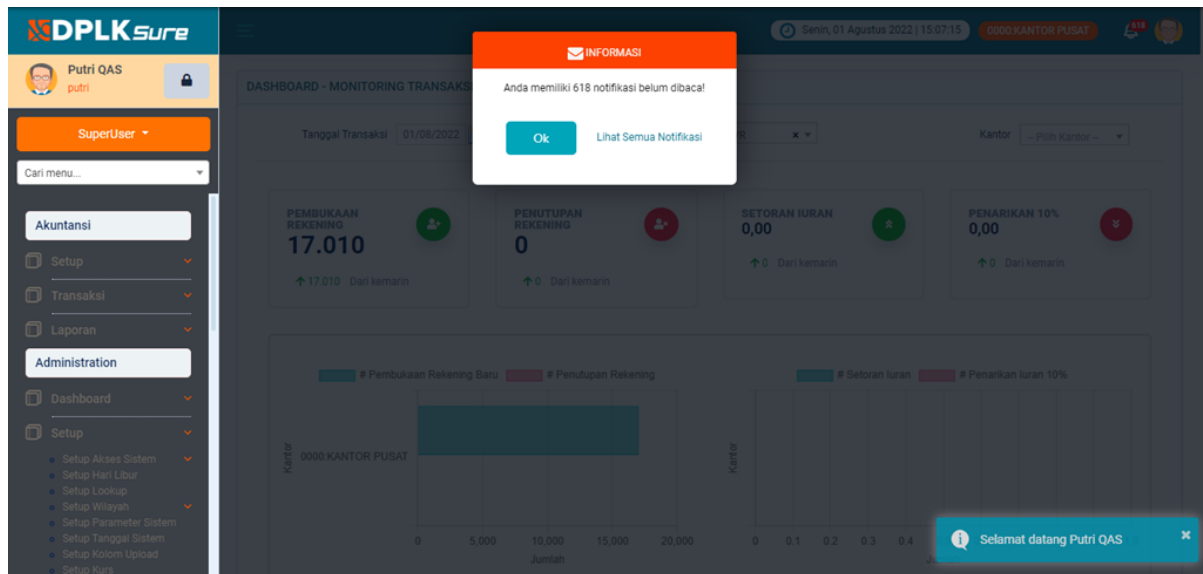 DPLK Sure
Putri QAS
putri
SuperUser
Cari menu...
Akuntansi
Setup
Transaksi
Laporan
Administration
Dashboard
Setup
Setup Akses Sistem
Setup Hari Libur
Setup Lookup
Setup Wilayah
Setup Parameter Sistem
Setup Tanggal Sistem
Setup Kolom Upload
Setup Kurs
Senin, 01 Agustus 2022 | 15:07:15
0000:KANTOR PUSAT
618
INFORMASI
Anda memiliki 618 notifikasi belum dibaca!
Ok
Lihat Semua Notifikasi
DASHBOARD - MONITORING TRANSAKS
Tanggal Transaksi
01/08/2022
Kantor
-- Pilih Kantor --
PEMBUKAAN
REKENING
17.010
17.010 Dari kemarin
PENUTUPAN
REKENING
0
0 Dari kemarin
SETORAN IURAN
0,00
0 Dari kemarin
PENARIKAN 10%
0,00
0 Dari kemarin
# Pembukaan Rekening Baru # Penutupan Rekening
Kantor
0000:KANTOR PUSAT
0 5,000 10,000 15,000 20,000
Jumlah
# Setoran Iuran # Penarikan Iuran 10%
Kantor
0 0.1 0.2 0.3 0.4
Selamat datang Putri QAS